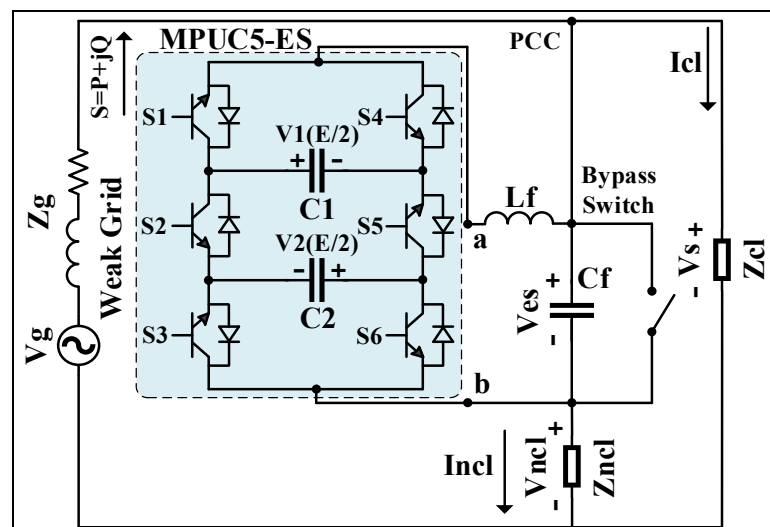 MPUC5-ES
PCC
Icl
S=P+jQ
S1
S4
V1(E/2)
+ -
C1
Bypass
Switch
Zg
Weak Grid
S2
S5
a
Lf
V2(E/2)
- +
C2
Vs
+
-
Zcl
Ves
+
-
Cf
Vg
S3
S6
b
Incl
Vncl
+
-
Zncl